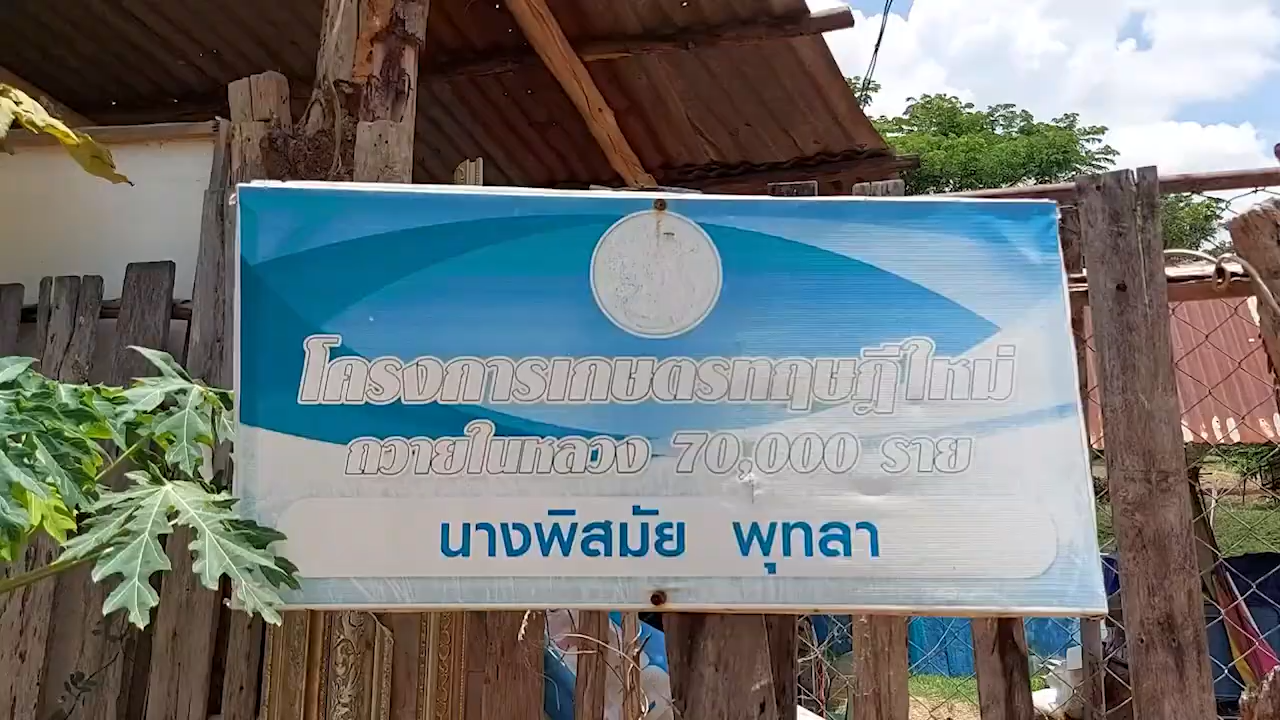 โครงการเกษตรทฤษฎีใหม่
ถวายในหลวง 70,000 ราย
นางพิสมัย พุทลา